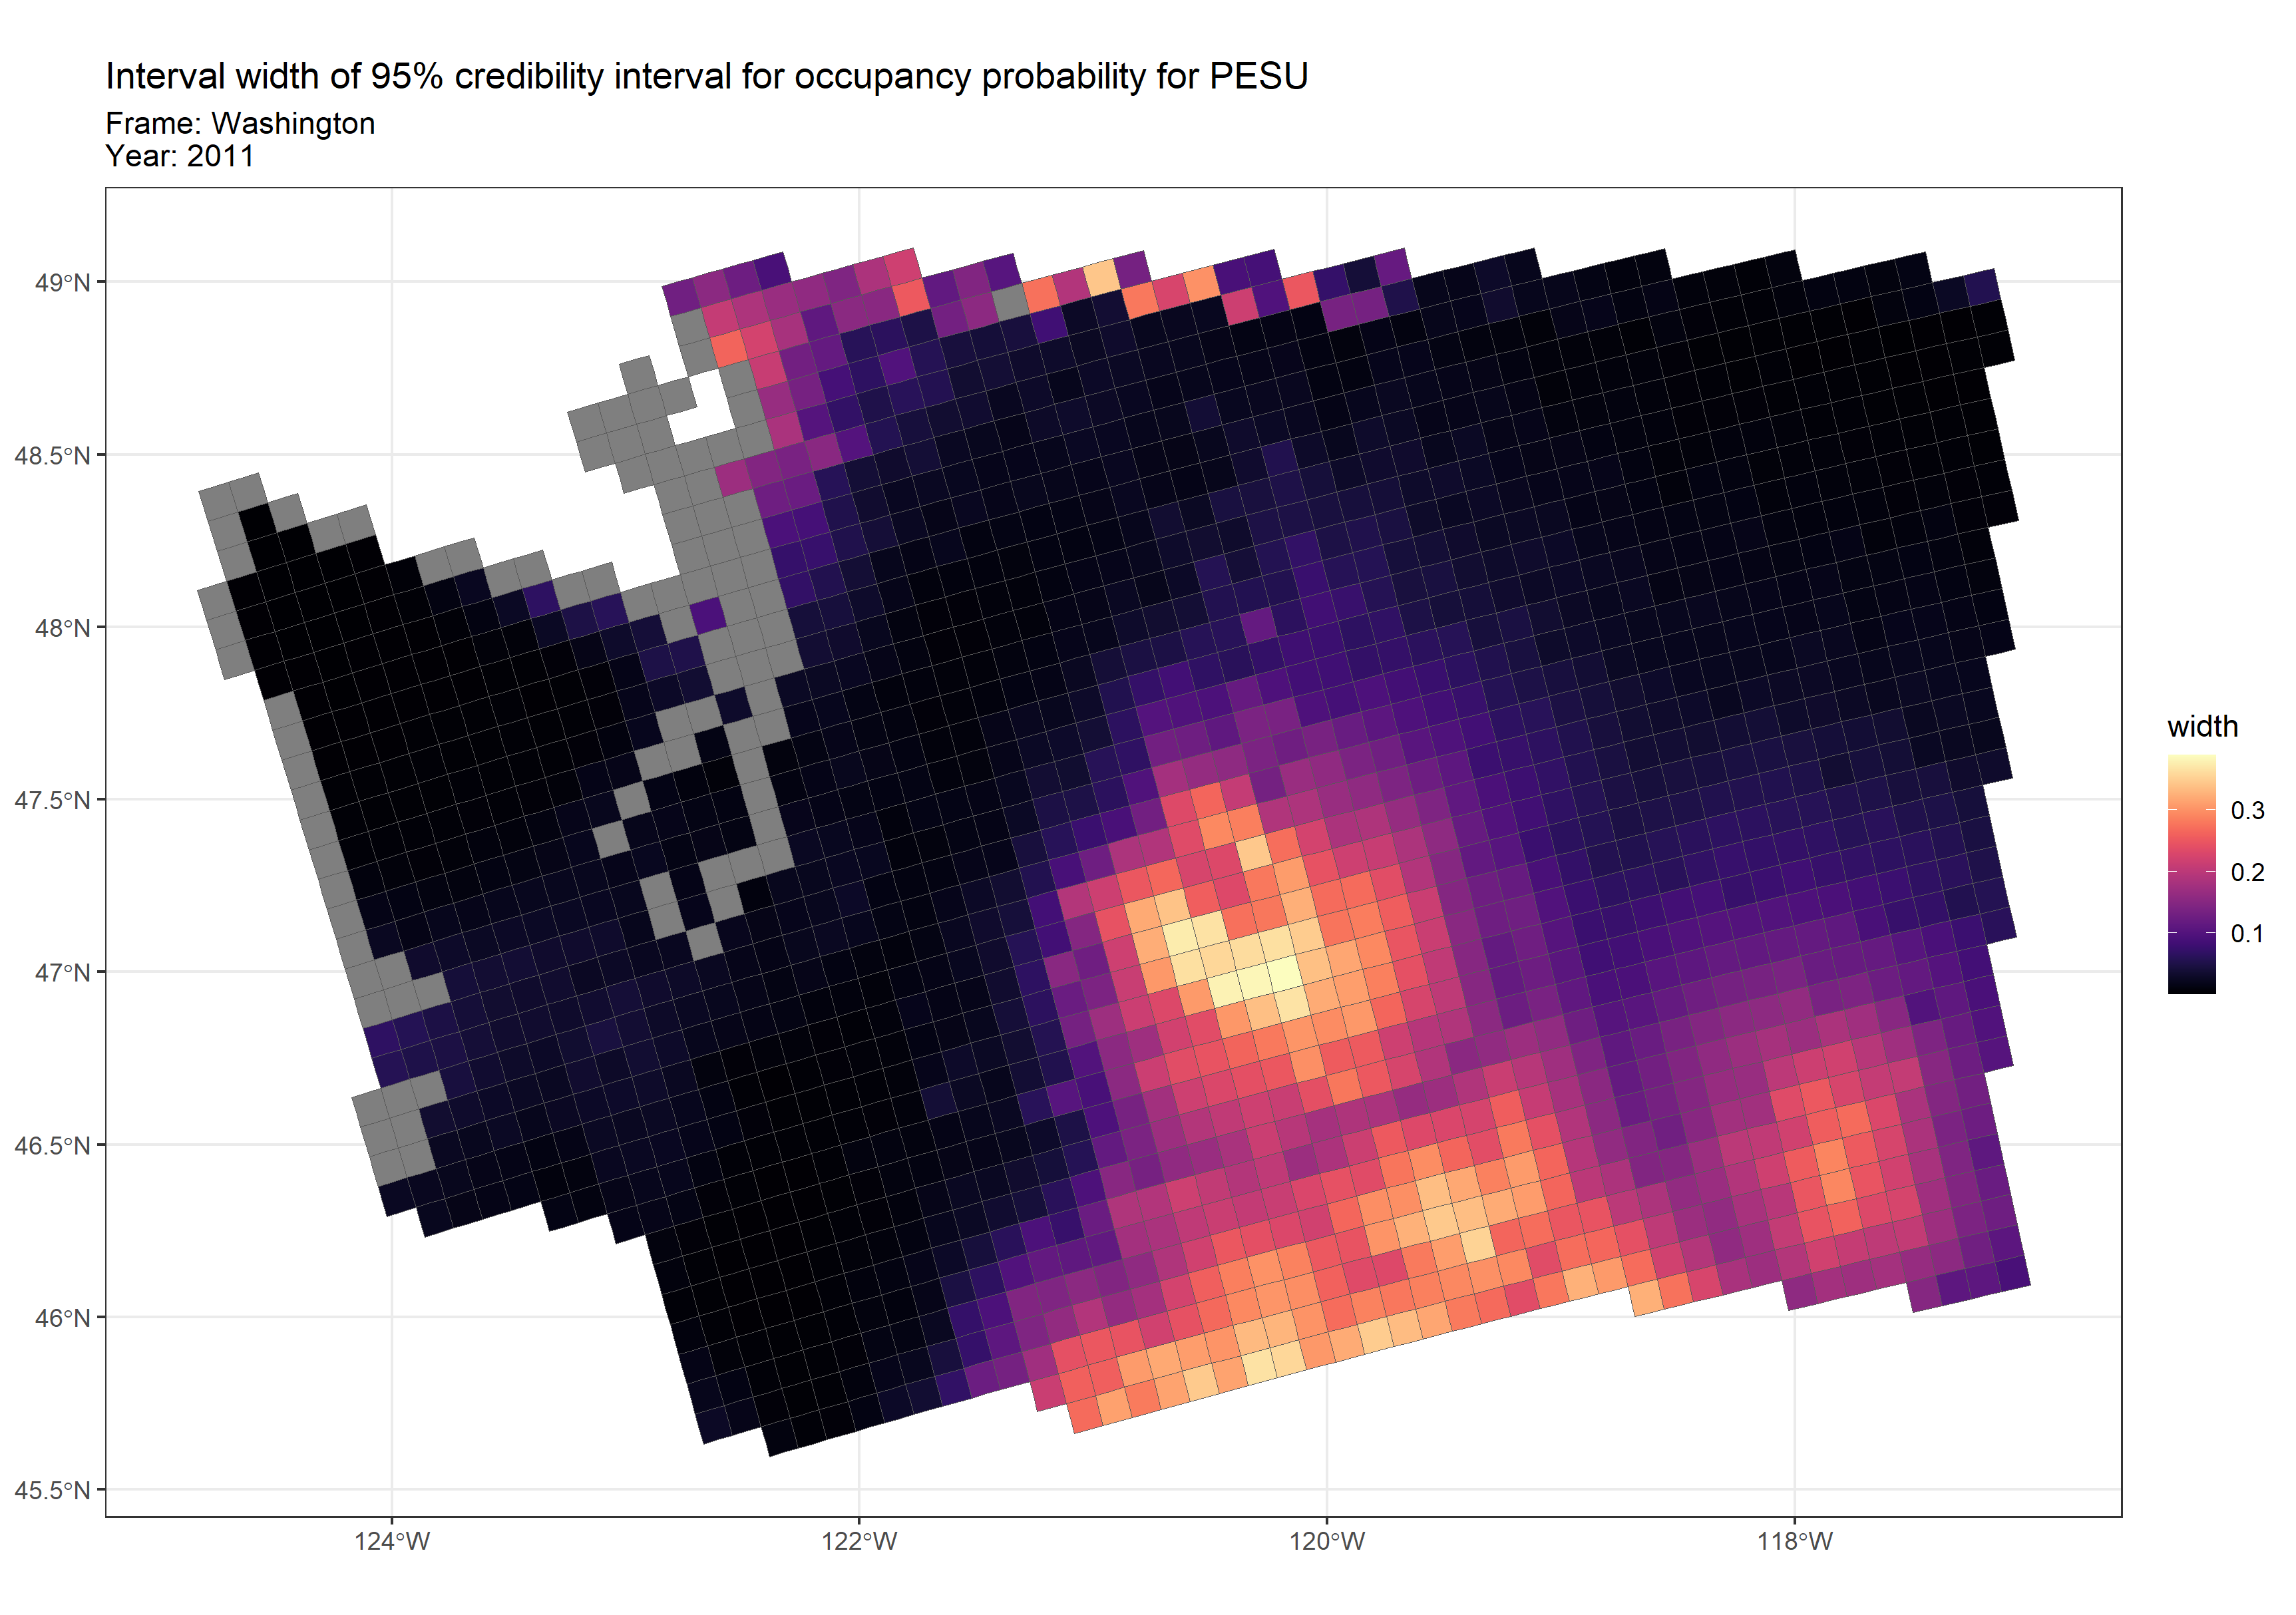 Interval width of 95% credibility interval for occupancy probability for PESU
Frame: Washington
Year: 2011
49°N
48.5°N
48°N
47.5°N
47°N
46.5°N
46°N
45.5°N
124°W
122°W
120°W
118°W
width
0.3
0.2
0.1